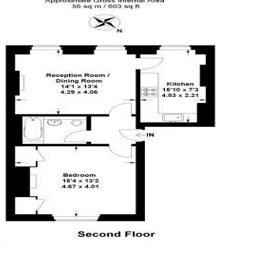 Approximate Gross Internal Area
56 sq m / 603 sq ft
N
Reception Room /
Dining Room
14'1 x 13'4
4.29 x 4.06
Kitchen
15'10 x 7'3
4.83 x 2.21
IN
Bedroom
15'4 x 13'2
4.67 x 4.01
Second Floor